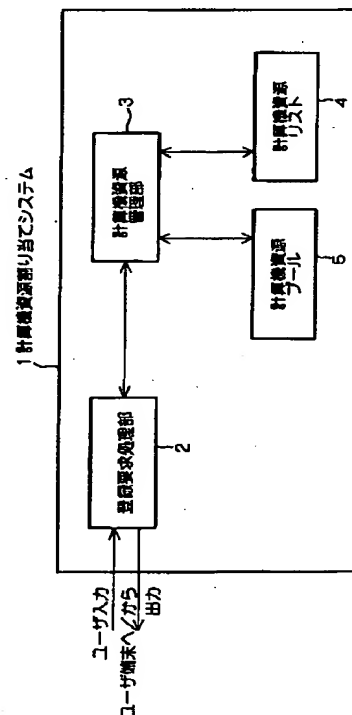 1 計算機資源割り当てシステム
ユーザ入力
ユーザ端末へ/から
出力
登録要求処理部
2
計算機資源
管理部
3
計算機資源
プール
5
計算機資源
リスト
4